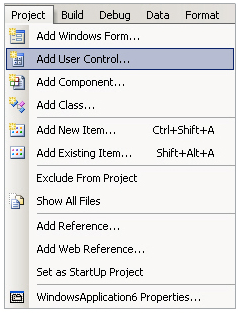 Project Build Debug Data Format
Add Windows Form...
Add User Control...
Add Component...
Add Class...
Add New Item... Ctrl+Shift+A
Add Existing Item... Shift+Alt+A
Exclude From Project
Show All Files
Add Reference...
Add Web Reference...
Set as StartUp Project
WindowsApplication6 Properties...